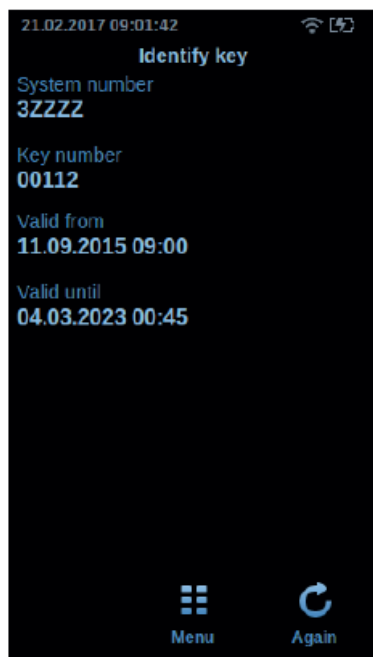 21.02.2017 09:01:42
Identify key
System number
3ZZZZ
Key number
00112
Valid from
11.09.2015 09:00
Valid until
04.03.2023 00:45
Menu Again